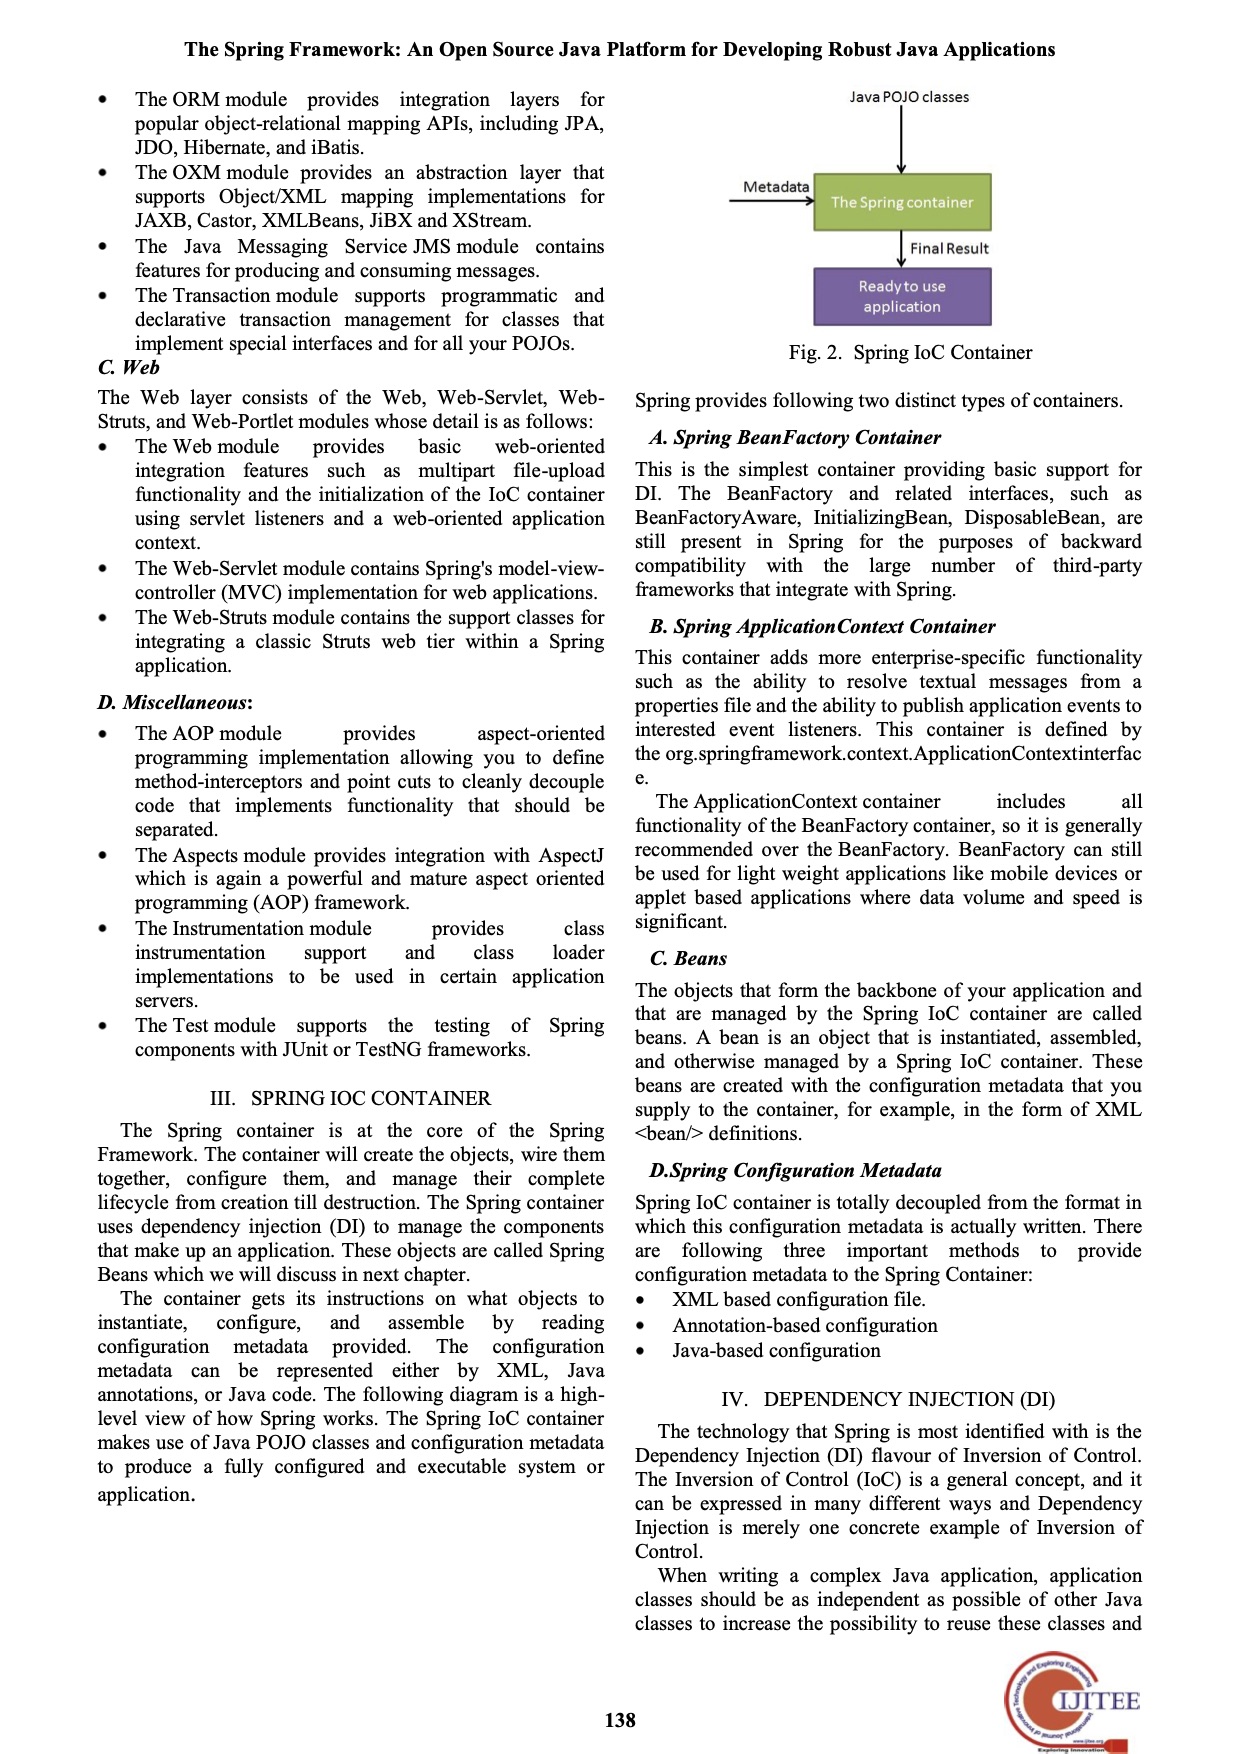 The Spring Framework: An Open Source Java Platform for Developing Robust Java Applications
• The ORM module provides integration layers for
popular object-relational mapping APIs, including JPA,
JDO, Hibernate, and iBatis.
• The OXM module provides an abstraction layer that
supports Object/XML mapping implementations for
JAXB, Castor, XMLBeans, JiBX and XStream.
• The Java Messaging Service JMS module contains
features for producing and consuming messages.
• The Transaction module supports programmatic and
declarative transaction management for classes that
implement special interfaces and for all your POJOs.
C. Web
The Web layer consists of the Web, Web-Servlet, Web-
Struts, and Web-Portlet modules whose detail is as follows:
• The Web module provides basic web-oriented
integration features such as multipart file-upload
functionality and the initialization of the IoC container
using servlet listeners and a web-oriented application
context.
• The Web-Servlet module contains Spring's model-view-
controller (MVC) implementation for web applications.
• The Web-Struts module contains the support classes for
integrating a classic Struts web tier within a Spring
application.
D. Miscellaneous:
• The AOP module provides aspect-oriented
programming implementation allowing you to define
method-interceptors and point cuts to cleanly decouple
code that implements functionality that should be
separated.
• The Aspects module provides integration with AspectJ
which is again a powerful and mature aspect oriented
programming (AOP) framework.
• The Instrumentation module provides class
instrumentation support and class loader
implementations to be used in certain application
servers.
• The Test module supports the testing of Spring
components with JUnit or TestNG frameworks.
III. SPRING IOC CONTAINER
The Spring container is at the core of the Spring
Framework. The container will create the objects, wire them
together, configure them, and manage their complete
lifecycle from creation till destruction. The Spring container
uses dependency injection (DI) to manage the components
that make up an application. These objects are called Spring
Beans which we will discuss in next chapter.
The container gets its instructions on what objects to
instantiate, configure, and assemble by reading
configuration metadata provided. The configuration
metadata can be represented either by XML, Java
annotations, or Java code. The following diagram is a high-
level view of how Spring works. The Spring IoC container
makes use of Java POJO classes and configuration metadata
to produce a fully configured and executable system or
application.
Java POJO classes
Metadata
The Spring container
Final Result
Ready to use
application
Fig. 2. Spring IoC Container
Spring provides following two distinct types of containers.
A. Spring BeanFactory Container
This is the simplest container providing basic support for
DI. The BeanFactory and related interfaces, such as
BeanFactoryAware, InitializingBean, DisposableBean, are
still present in Spring for the purposes of backward
compatibility with the large number of third-party
frameworks that integrate with Spring.
B. Spring ApplicationContext Container
This container adds more enterprise-specific functionality
such as the ability to resolve textual messages from a
properties file and the ability to publish application events to
interested event listeners. This container is defined by
the org.springframework.context.ApplicationContextinterfac
e.
The ApplicationContext container includes all
functionality of the BeanFactory container, so it is generally
recommended over the BeanFactory. BeanFactory can still
be used for light weight applications like mobile devices or
applet based applications where data volume and speed is
significant.
C. Beans
The objects that form the backbone of your application and
that are managed by the Spring IoC container are called
beans. A bean is an object that is instantiated, assembled,
and otherwise managed by a Spring IoC container. These
beans are created with the configuration metadata that you
supply to the container, for example, in the form of XML
<bean/> definitions.
D.Spring Configuration Metadata
Spring IoC container is totally decoupled from the format in
which this configuration metadata is actually written. There
are following three important methods to provide
configuration metadata to the Spring Container:
• XML based configuration file.
• Annotation-based configuration
• Java-based configuration
IV. DEPENDENCY INJECTION (DI)
The technology that Spring is most identified with is the
Dependency Injection (DI) flavour of Inversion of Control.
The Inversion of Control (IoC) is a general concept, and it
can be expressed in many different ways and Dependency
Injection is merely one concrete example of Inversion of
Control.
When writing a complex Java application, application
classes should be as independent as possible of other Java
classes to increase the possibility to reuse these classes and
138
International Journal of Innovative Technology and Exploring Engineering
IJITEE
www.ijitee.org
Exploring Innovation